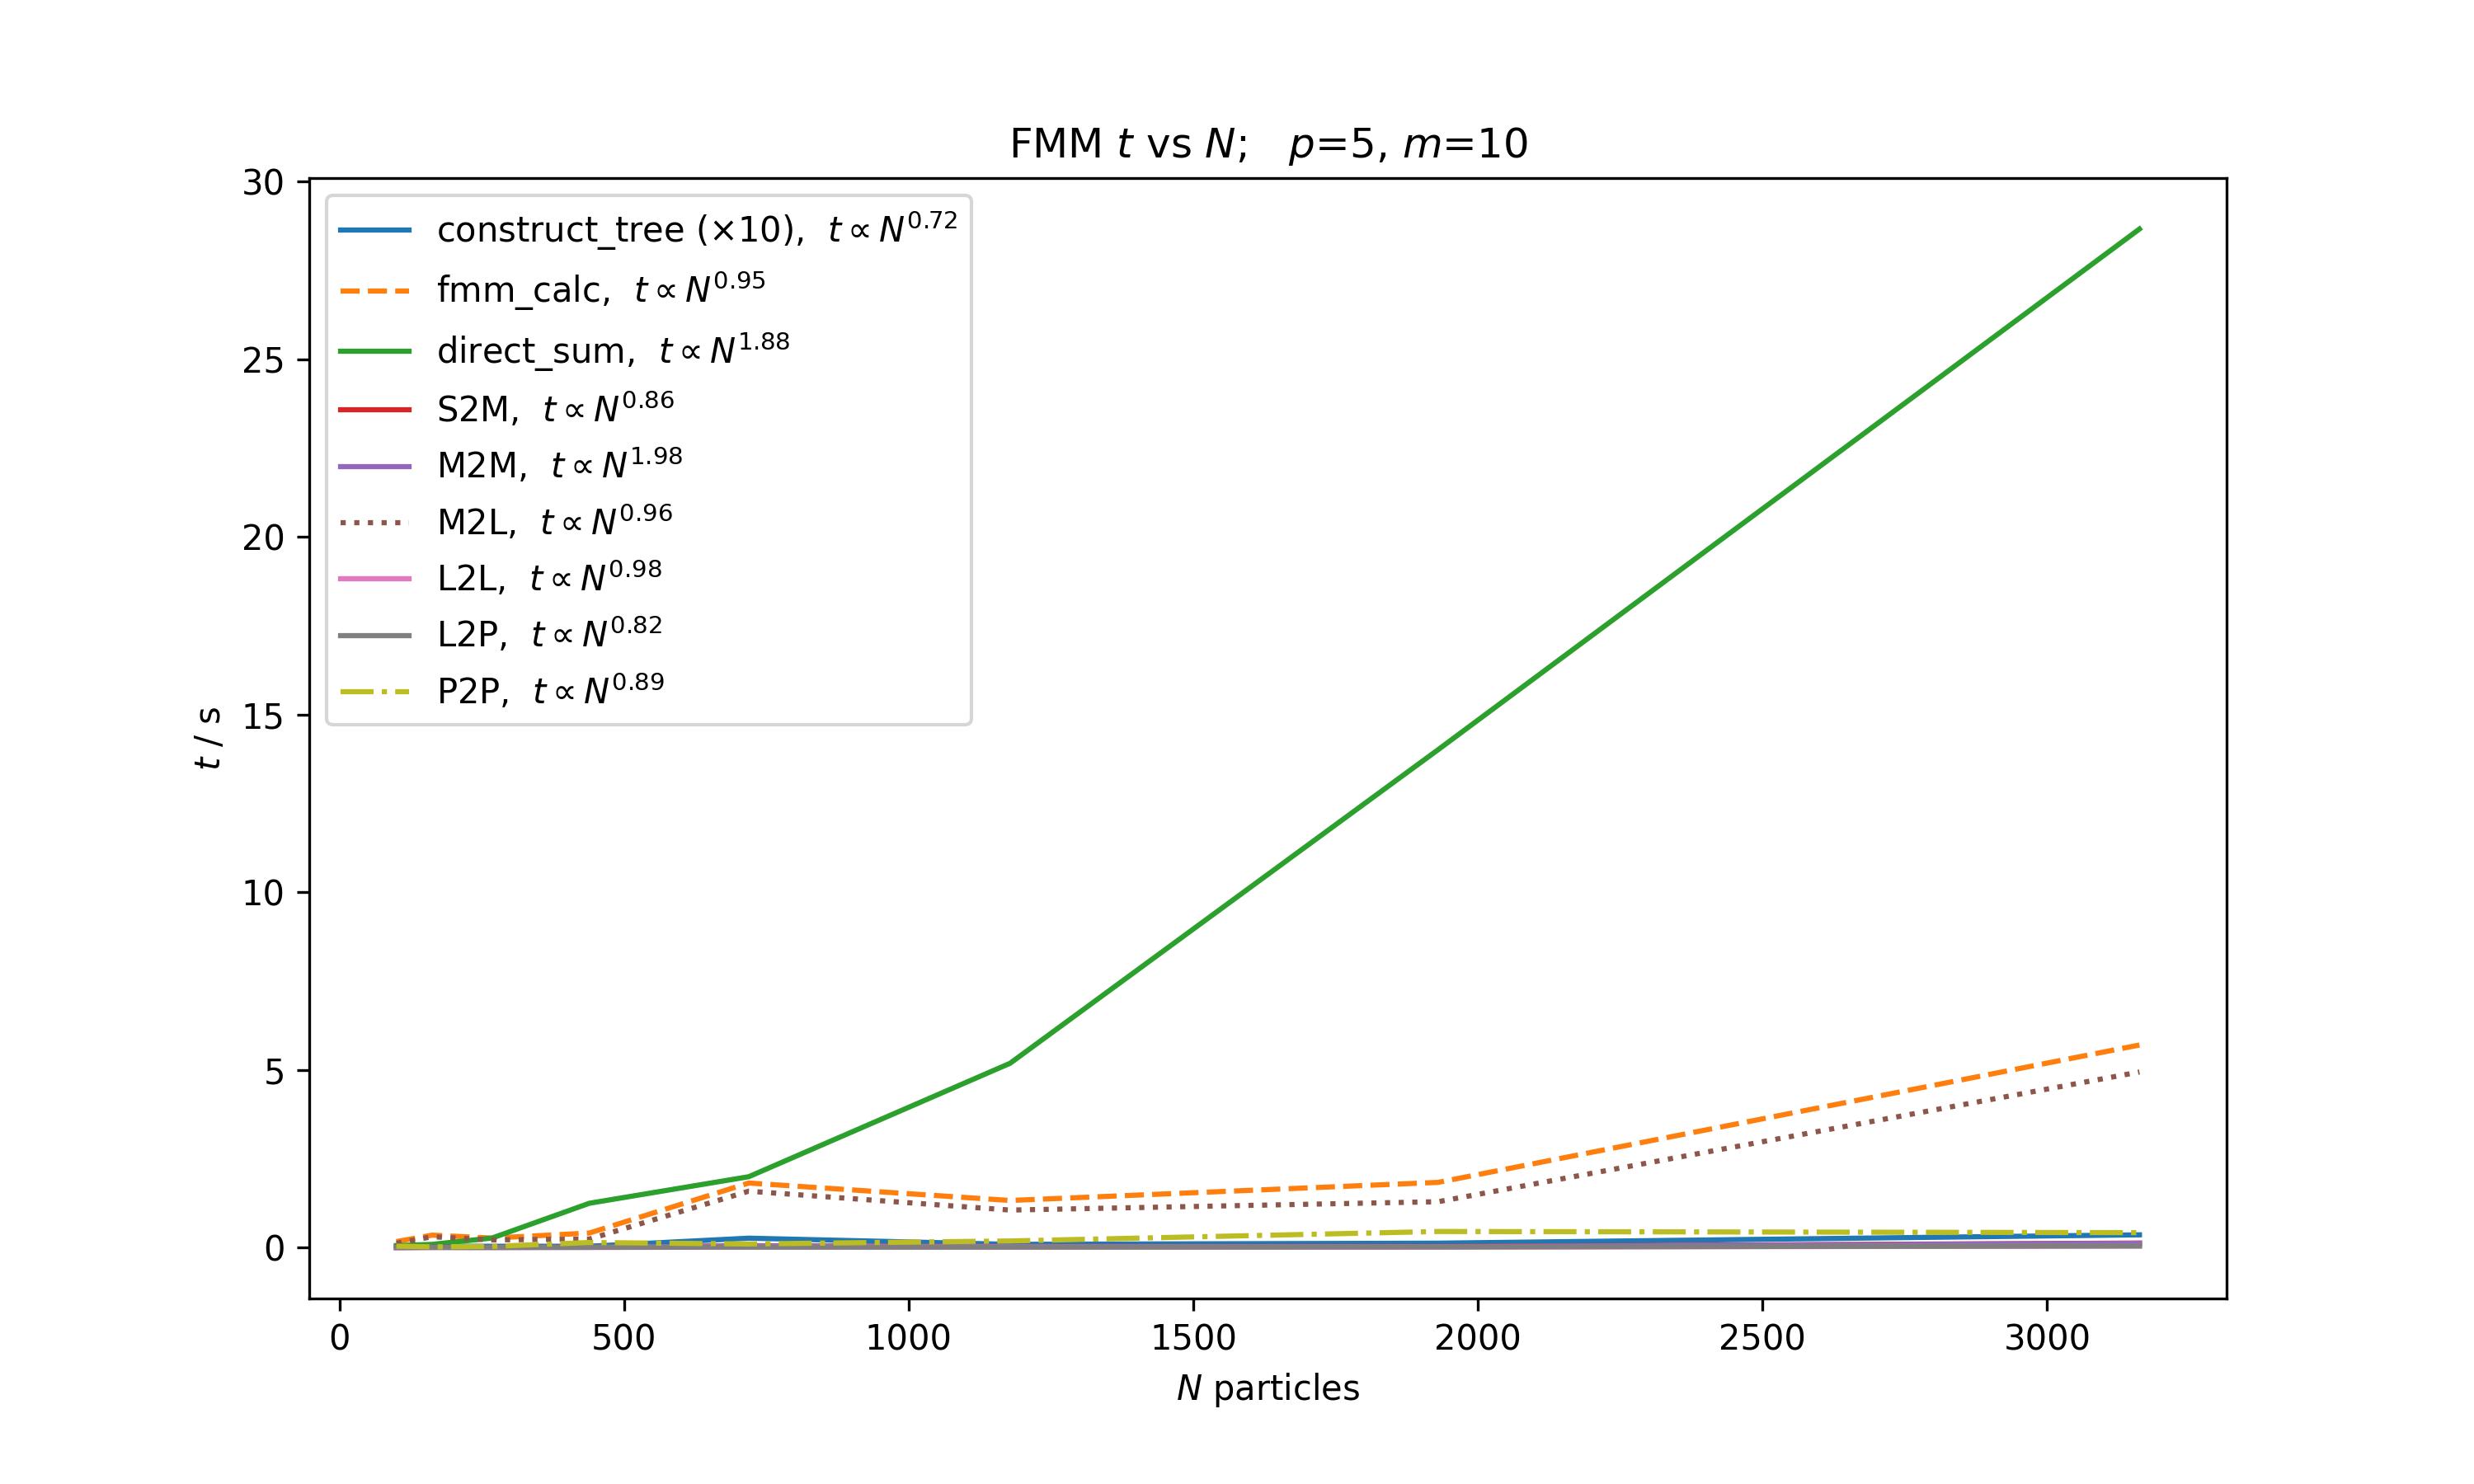 FMM t vs N;   p=5, m=10
30
25
20
15
10
5
0
t / s
construct_tree (×10),  t ∝ N^0.72
fmm_calc,  t ∝ N^0.95
direct_sum,  t ∝ N^1.88
S2M,  t ∝ N^0.86
M2M,  t ∝ N^1.98
M2L,  t ∝ N^0.96
L2L,  t ∝ N^0.98
L2P,  t ∝ N^0.82
P2P,  t ∝ N^0.89
0 500 1000 1500 2000 2500 3000
N particles